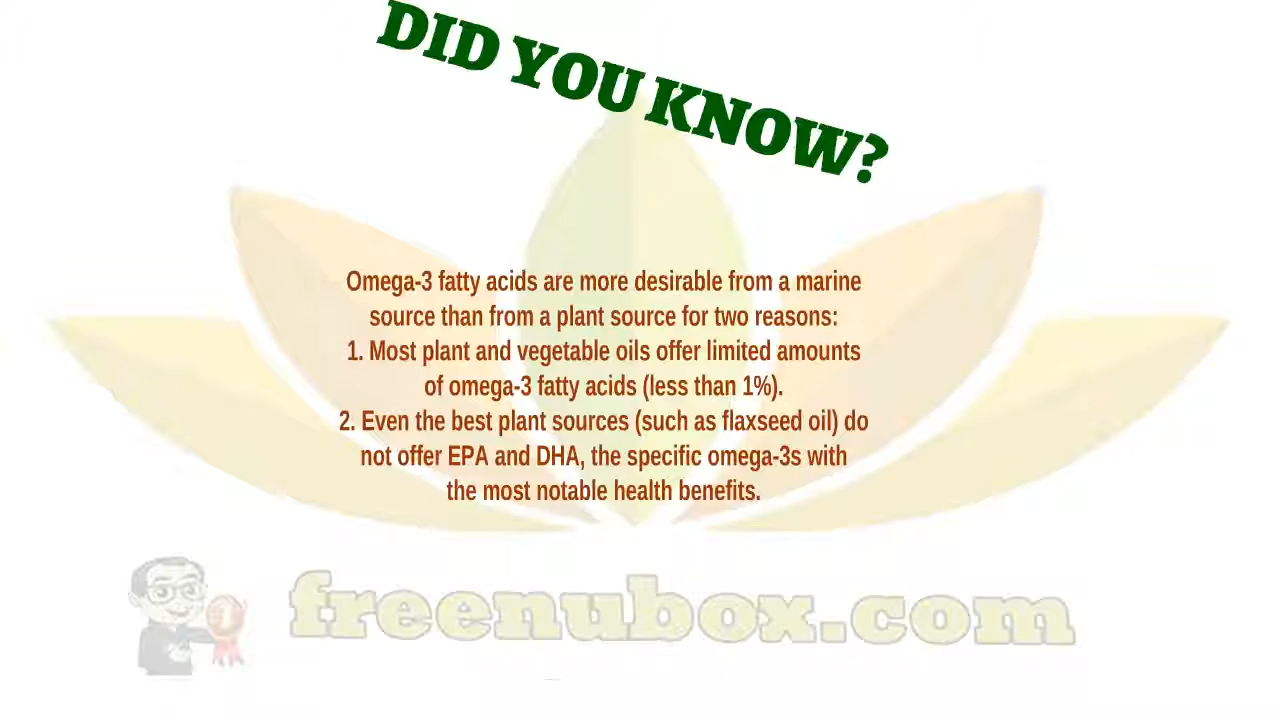 DID YOU KNOW?
Omega-3 fatty acids are more desirable from a marine
source than from a plant source for two reasons:
1. Most plant and vegetable oils offer limited amounts
of omega-3 fatty acids (less than 1%).
2. Even the best plant sources (such as flaxseed oil) do
not offer EPA and DHA, the specific omega-3s with
the most notable health benefits.
1
freenubox.com